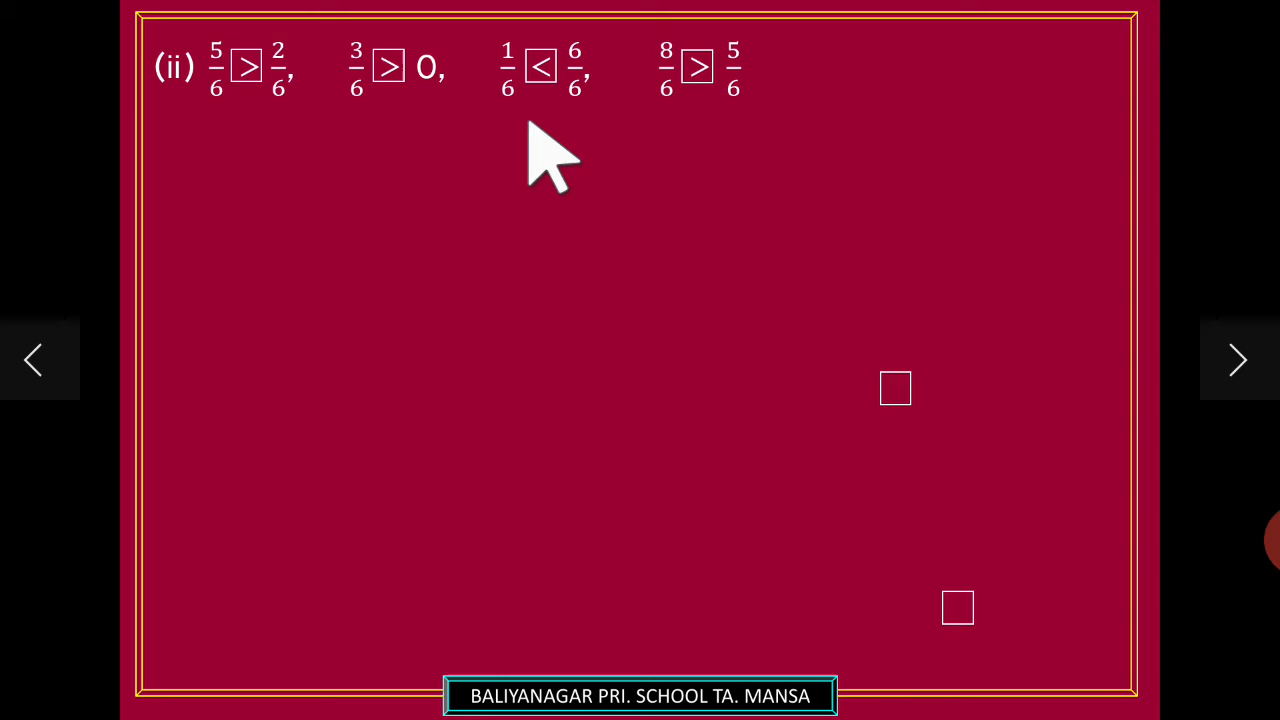 (ii) 5/6 > 2/6, 3/6 > 0, 1/6 < 6/6, 8/6 > 5/6
BALIYANAGAR PRI. SCHOOL TA. MANSA